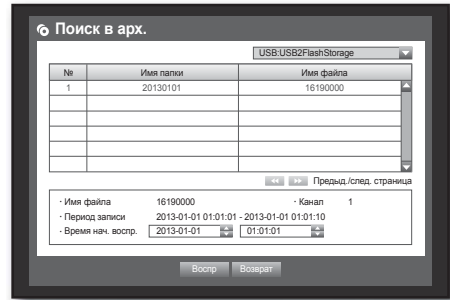 Поиск в арх.
USB:USB2FlashStorage
№ Имя папки Имя файла
1 20130101 16190000
Предыд./след. страница
· Имя файла 16190000 · Канал 1
· Период записи 2013-01-01 01:01:01 - 2013-01-01 01:01:10
· Время нач. воспр. 2013-01-01 01:01:01
Воспр Возврат